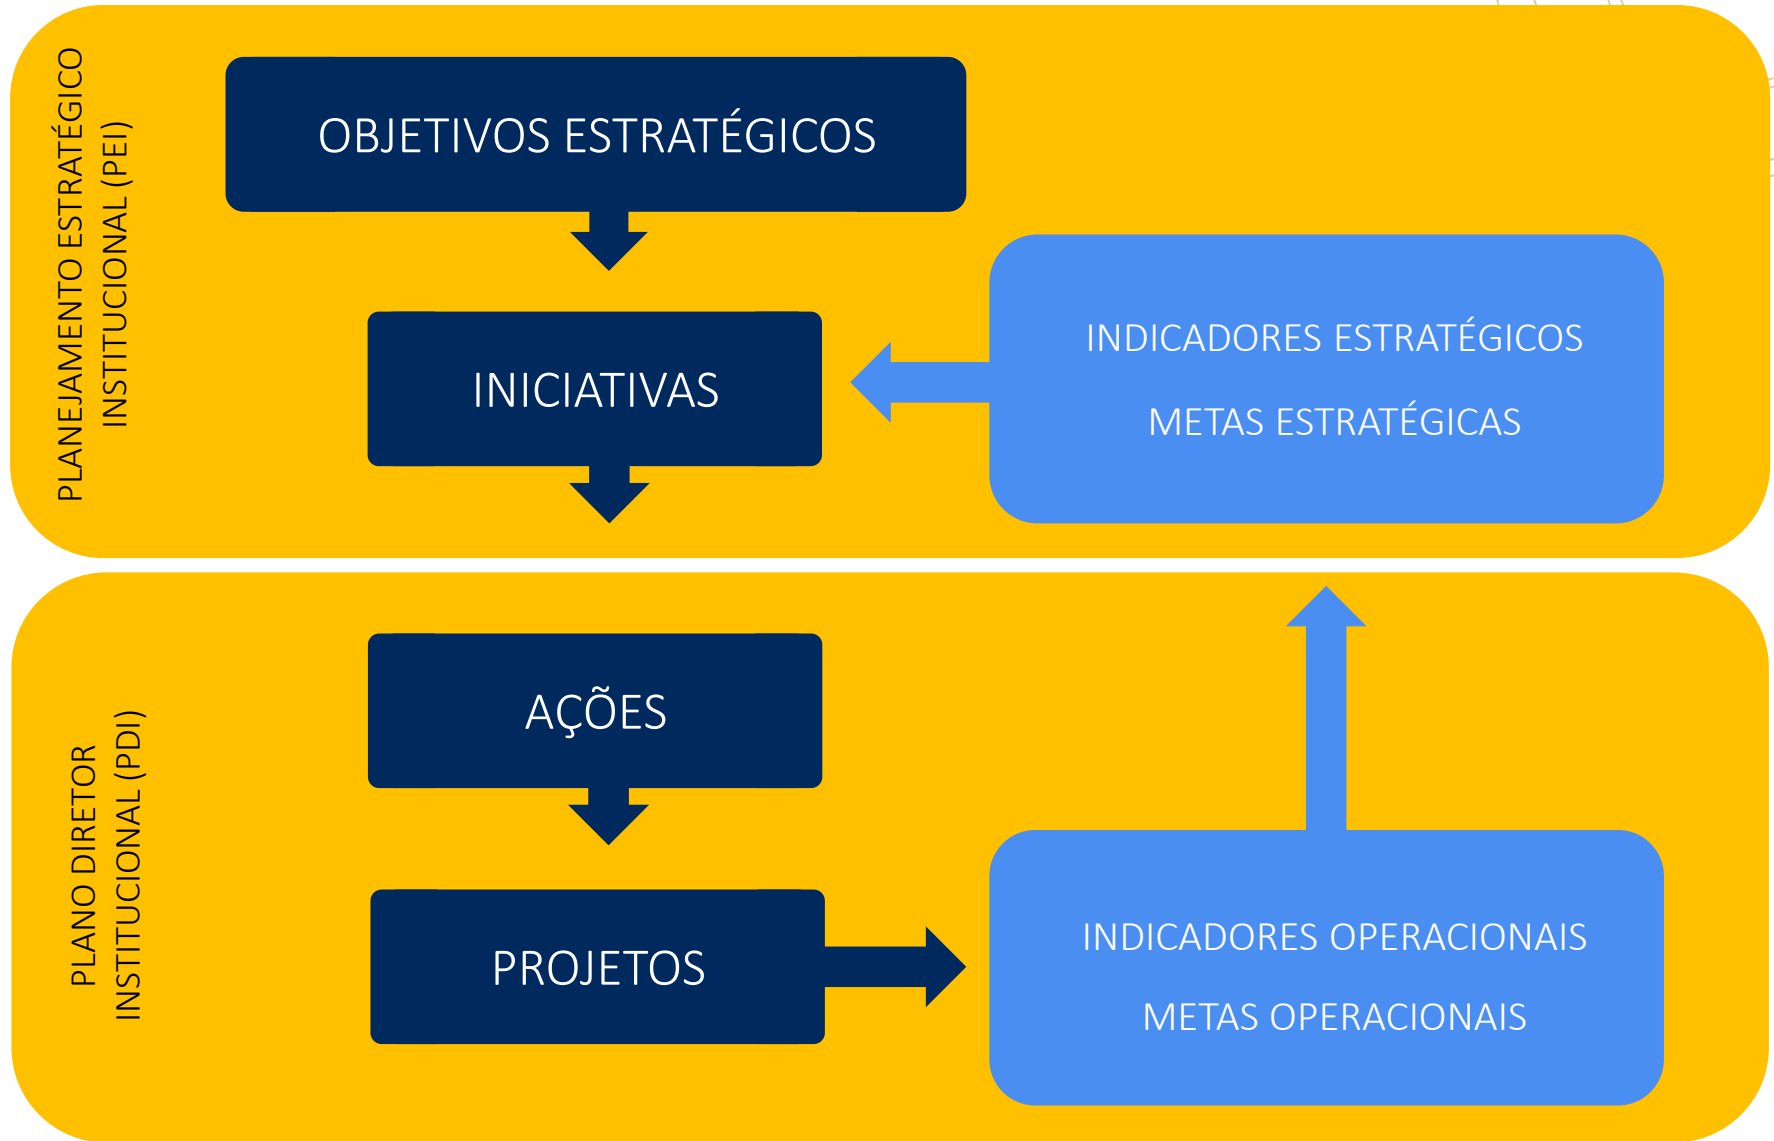 PLANEJAMENTO ESTRATÉGICO
INSTITUCIONAL (PEI)
OBJETIVOS ESTRATÉGICOS
INICIATIVAS
INDICADORES ESTRATÉGICOS
METAS ESTRATÉGICAS
PLANO DIRETOR
INSTITUCIONAL (PDI)
AÇÕES
PROJETOS
INDICADORES OPERACIONAIS
METAS OPERACIONAIS